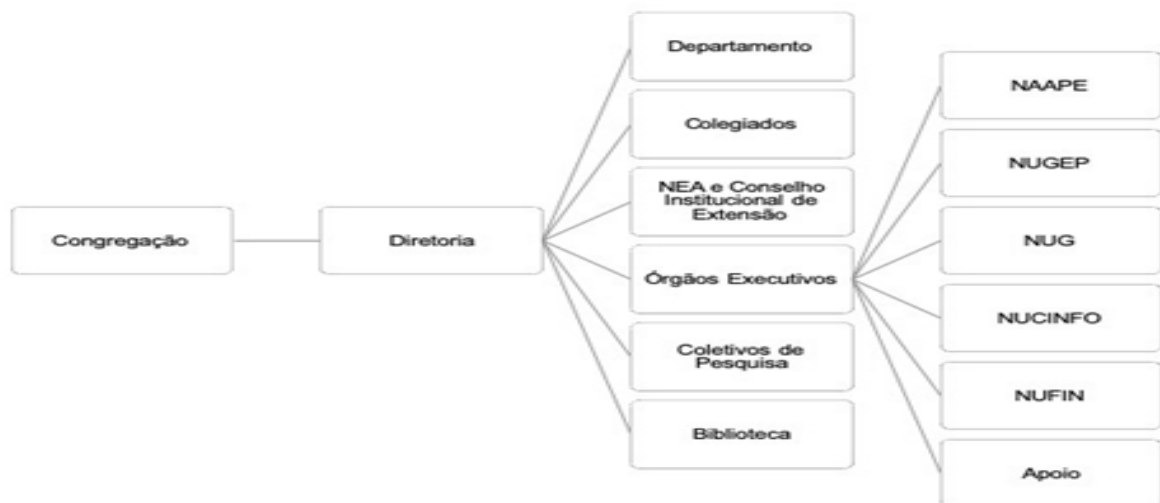 Congregação
Diretoria
Departamento
Colegiados
NEA e Conselho
Institucional de
Extensão
Órgãos Executivos
Coletivos de
Pesquisa
Biblioteca
NAAPE
NUGEP
NUG
NUCINFO
NUFIN
Apoio